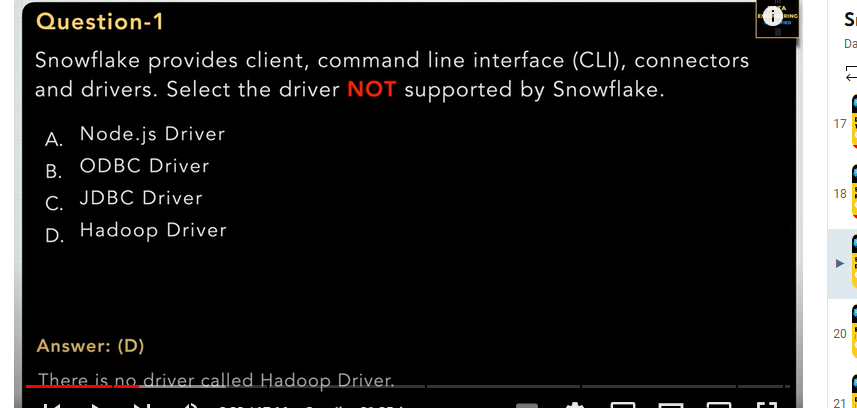 Question-1
Snowflake provides client, command line interface (CLI), connectors
and drivers. Select the driver NOT supported by Snowflake.
A. Node.js Driver
B. ODBC Driver
C. JDBC Driver
D. Hadoop Driver
Answer: (D)
There is no driver called Hadoop Driver.
17
18
20
21